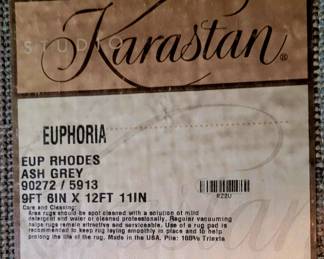 STUDIO
Karastan®
EUPHORIA
EUP RHODES
ASH GREY
90272 / 5913
9FT 6IN X 12FT 11IN
RZ2U
Care and Cleaning:
Area rugs should be spot cleaned with a solution of mild
detergent and water or cleaned professionally. Regular vacuuming
helps rugs remain attractive and serviceable. Use of a rug pad is
recommended to keep rug laying smoothly in place and to help
prolong the life of the rug. Made in the USA. Pile: 100% Triexta